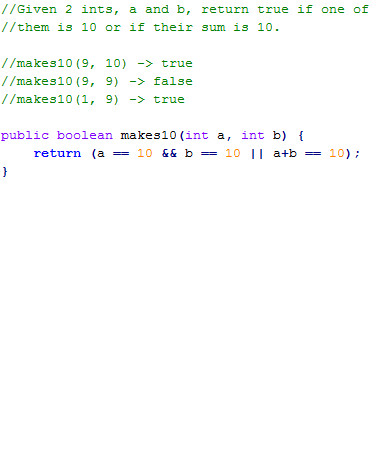 //Given 2 ints, a and b, return true if one of
//them is 10 or if their sum is 10.
//makes10(9, 10) -> true
//makes10(9, 9) -> false
//makes10(1, 9) -> true
public boolean makes10(int a, int b) {
    return (a == 10 && b == 10 || a+b == 10);
}